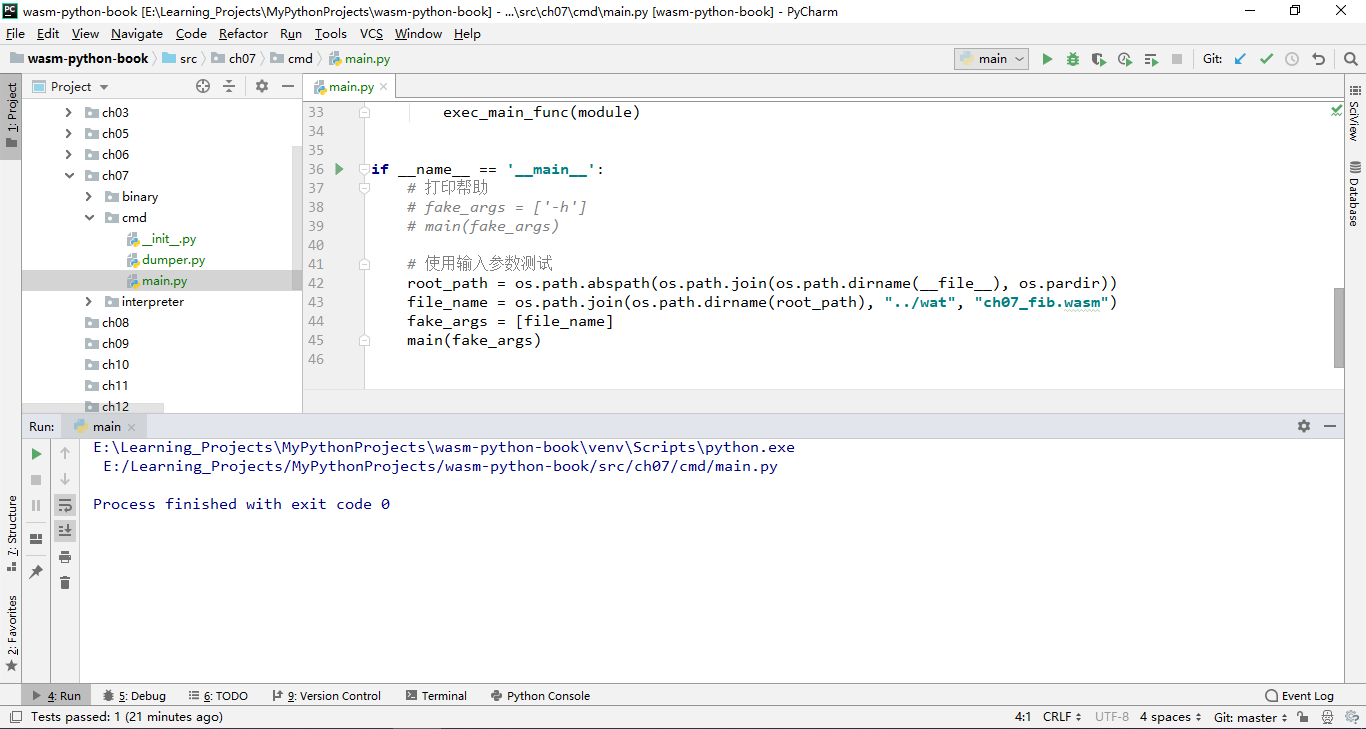 wasm-python-book [E:\Learning_Projects\MyPythonProjects\wasm-python-book] - ...\src\ch07\cmd\main.py [wasm-python-book] - PyCharm
File Edit View Navigate Code Refactor Run Tools VCS Window Help
wasm-python-book src ch07 cmd main.py main Git:
1: Project
Project
main.py
ch03
ch05
ch06
ch07
binary
cmd
__init__.py
dumper.py
main.py
interpreter
ch08
ch09
ch10
ch11
ch12
33 exec_main_func(module)
34
35
36 if __name__ == '__main__':
37 # 打印帮助
38 # fake_args = ['-h']
39 # main(fake_args)
40
41 # 使用输入参数测试
42 root_path = os.path.abspath(os.path.join(os.path.dirname(__file__), os.pardir))
43 file_name = os.path.join(os.path.dirname(root_path), "../wat", "ch07_fib.wasm")
44 fake_args = [file_name]
45 main(fake_args)
46
SciView
Database
Run: main
E:\Learning_Projects\MyPythonProjects\wasm-python-book\venv\Scripts\python.exe
E:/Learning_Projects/MyPythonProjects/wasm-python-book/src/ch07/cmd/main.py
Process finished with exit code 0
7: Structure
2: Favorites
4: Run 5: Debug 6: TODO 9: Version Control Terminal Python Console Event Log
Tests passed: 1 (21 minutes ago) 4:1 CRLF UTF-8 4 spaces Git: master